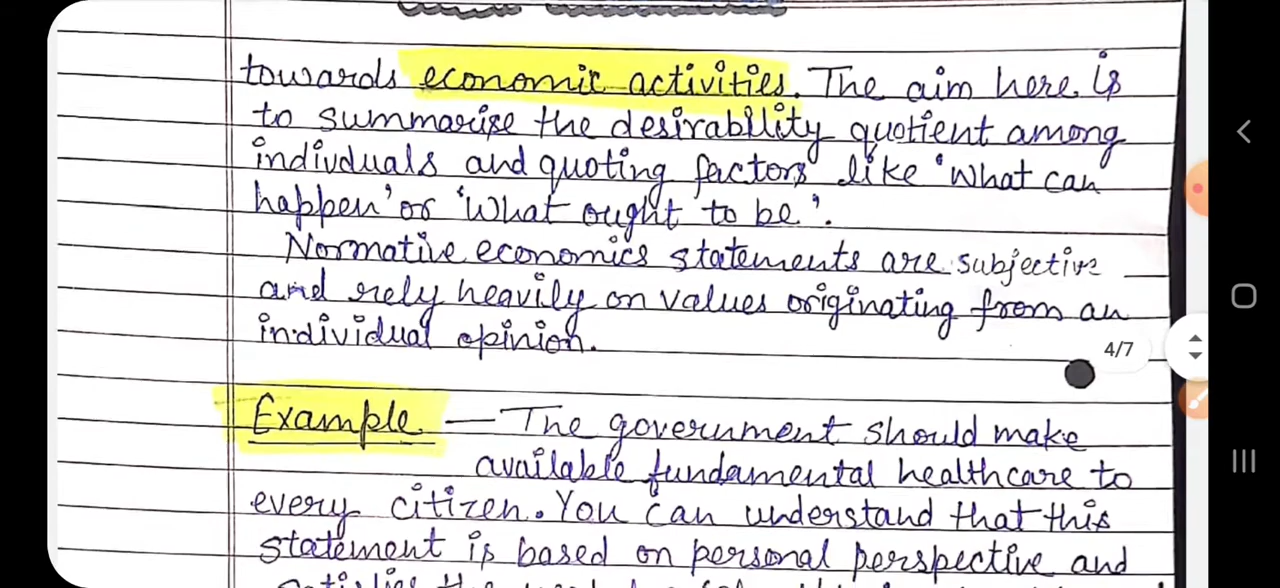 towards economic activities. The aim here is
to summarise the desirability quotient among
indivduals and quoting factors like 'What can
happen' or 'What ought to be'.
Normative economics statements are subjective
and rely heavily on values originating from an
individual opinion.
4/7
Example — The government should make
available fundamental healthcare to
every citizen. You can understand that this
statement is based on personal perspective and